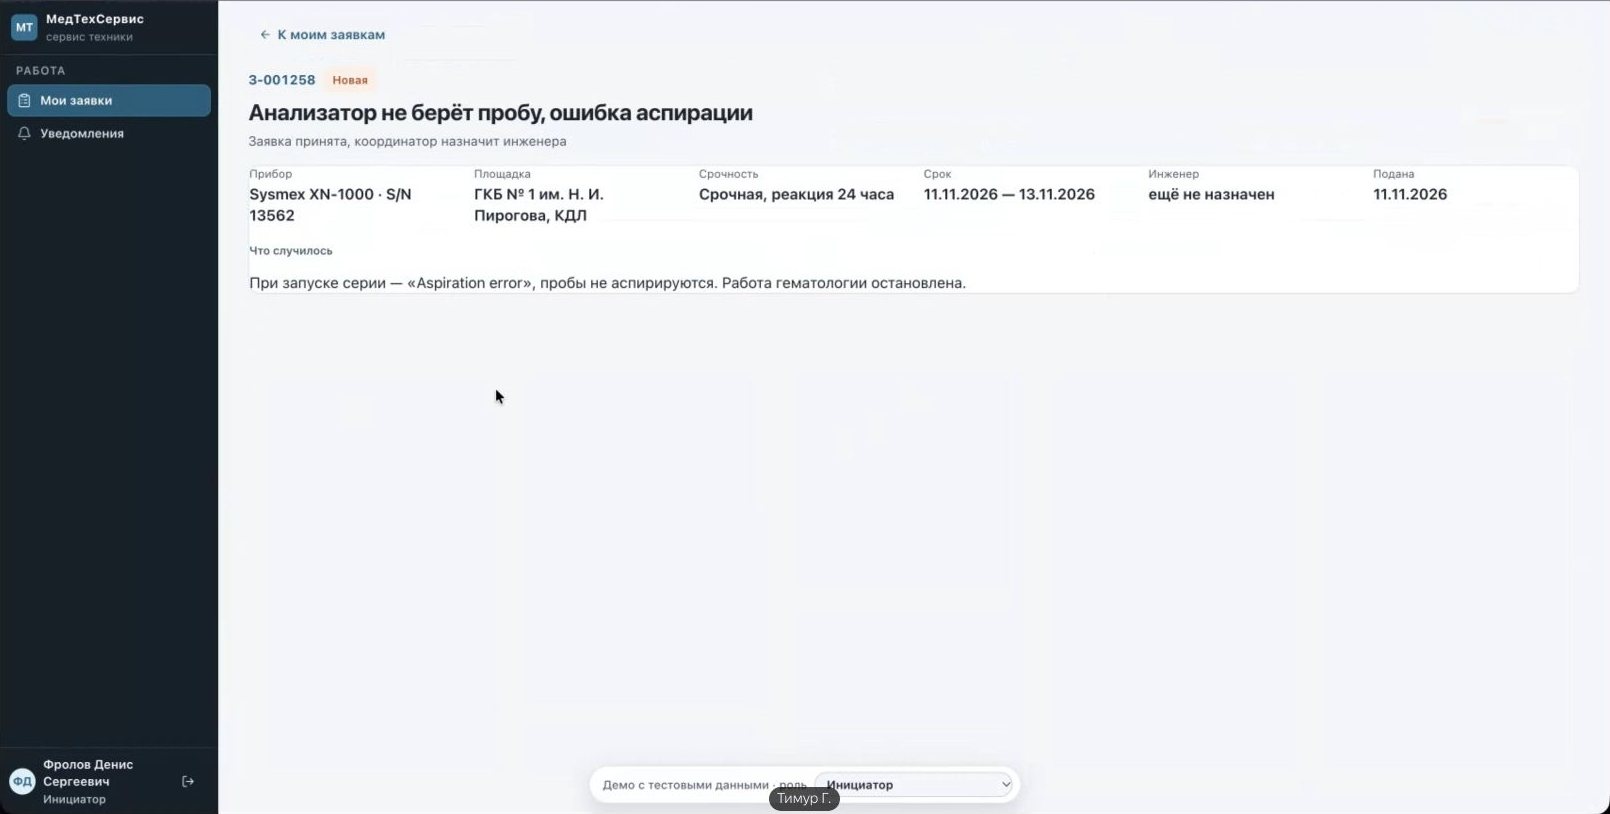 МТ
МедТехСервис
сервис техники
РАБОТА
Мои заявки
Уведомления
← К моим заявкам
З-001258 Новая
Анализатор не берёт пробу, ошибка аспирации
Заявка принята, координатор назначит инженера
Прибор
Sysmex XN-1000 · S/N
13562
Площадка
ГКБ № 1 им. Н. И.
Пирогова, КДЛ
Срочность
Срочная, реакция 24 часа
Срок
11.11.2026 — 13.11.2026
Инженер
ещё не назначен
Подана
11.11.2026
Что случилось
При запуске серии — «Aspiration error», пробы не аспирируются. Работа гематологии остановлена.
ФД
Фролов Денис
Сергеевич
Инициатор
Демо с тестовыми данными · роль Инициатор
Тимур Г.